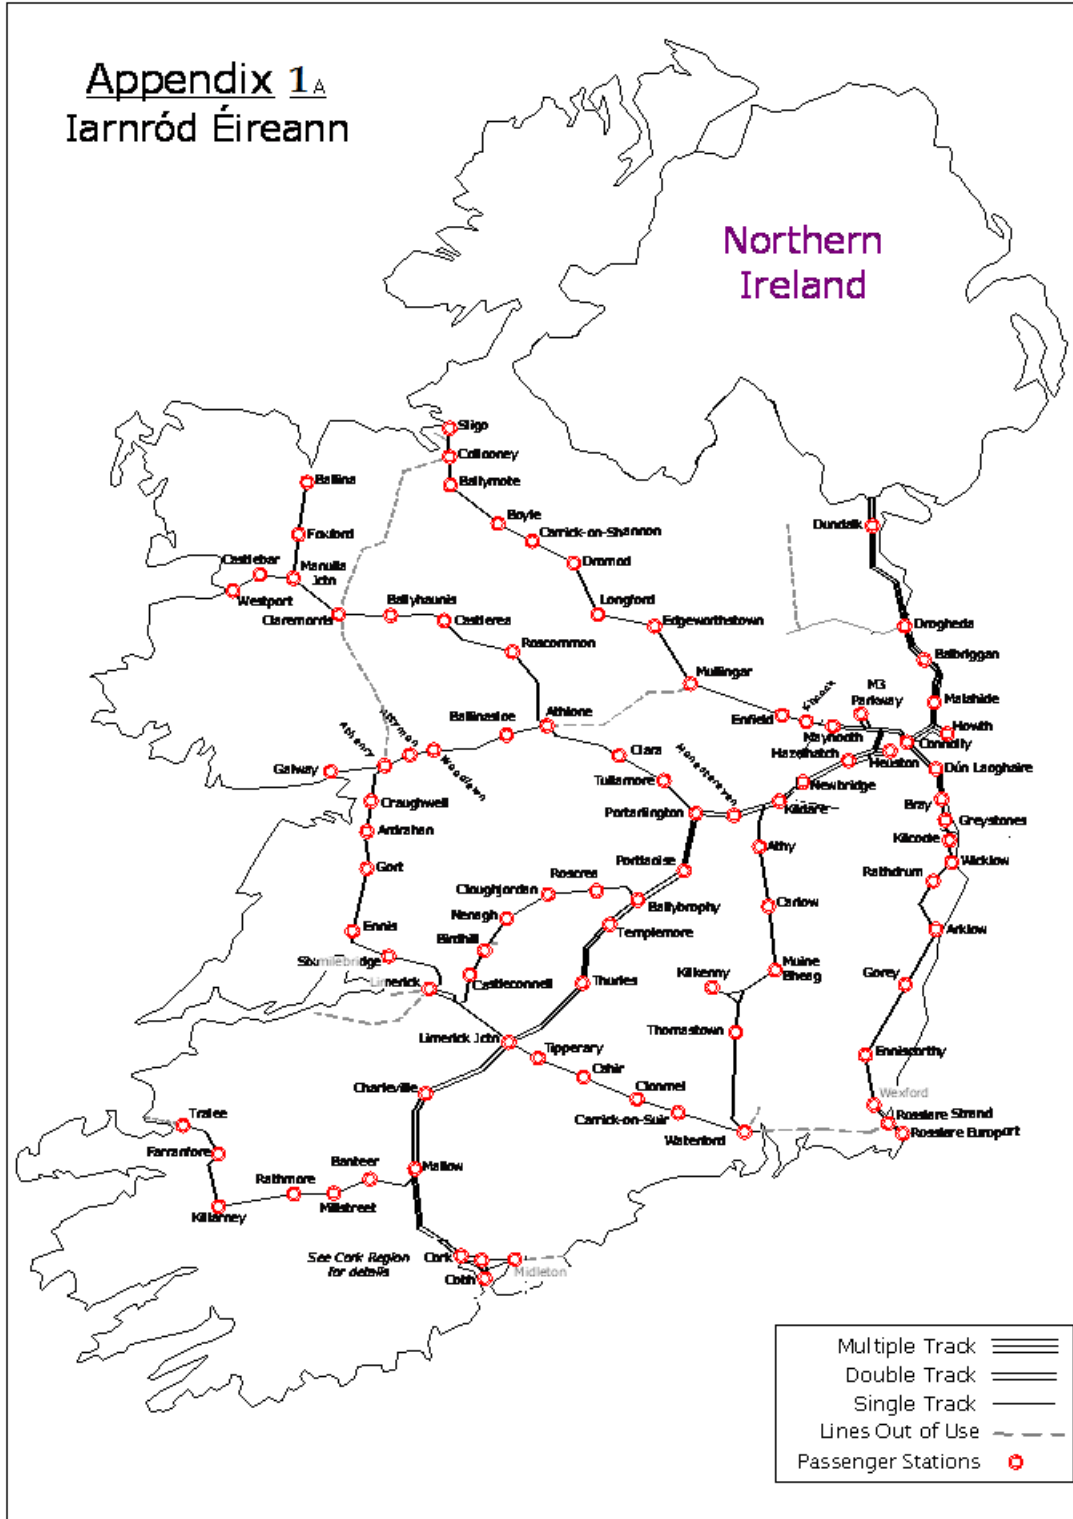 Appendix 1A
Iarnród Éireann
Northern
Ireland
Sligo
Collooney
Ballymote
Boyle
Carrick-on-Shannon
Dromod
Longford
Edgeworthstown
Mullingar
Enfield
Kilcock
Maynooth
M3
Parkway
Dundalk
Drogheda
Balbriggan
Malahide
Howth
Connolly
Heuston
Hazelhatch
Newbridge
Kildare
Monasterevin
Portarlington
Tullamore
Clara
Athlone
Ballinasloe
Woodlawn
Attymon
Athenry
Galway
Ballina
Foxford
Castlebar
Manulla
Jctn
Westport
Claremorris
Ballyhaunis
Castlerea
Roscommon
Craughwell
Ardrahan
Gort
Ennis
Sixmilebridge
Limerick
Cloughjordan
Roscrea
Nenagh
Birdhill
Castleconnell
Portlaoise
Ballybrophy
Templemore
Thurles
Limerick Jctn
Tipperary
Cahir
Clonmel
Carrick-on-Suir
Waterford
Athy
Carlow
Muine
Bheag
Kilkenny
Thomastown
Dún Laoghaire
Bray
Greystones
Kilcoole
Wicklow
Rathdrum
Arklow
Gorey
Enniscorthy
Wexford
Rosslare Strand
Rosslare Europort
Charleville
Mallow
Banteer
Millstreet
Rathmore
Killarney
Farranfore
Tralee
See Cork Region
for details
Cork
Cobh
Midleton
Multiple Track
Double Track
Single Track
Lines Out of Use
Passenger Stations